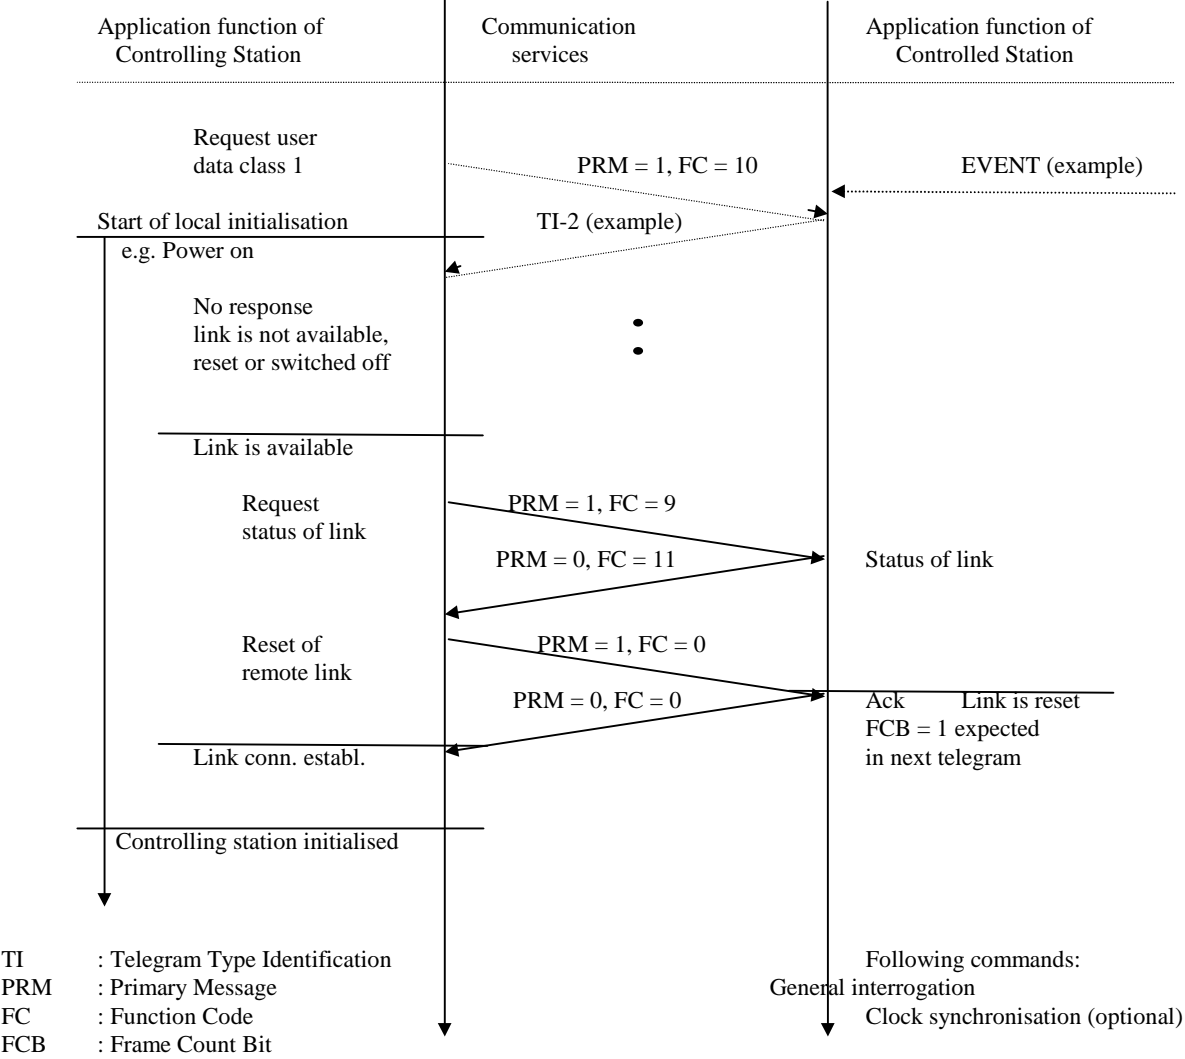 Application function of
Controlling Station
Communication
services
Application function of
Controlled Station
Request user
data class 1
PRM = 1, FC = 10
EVENT (example)
Start of local initialisation
TI-2 (example)
e.g. Power on
No response
link is not available,
reset or switched off
Link is available
Request
status of link
PRM = 1, FC = 9
PRM = 0, FC = 11
Status of link
Reset of
remote link
PRM = 1, FC = 0
PRM = 0, FC = 0
Ack Link is reset
FCB = 1 expected
in next telegram
Link conn. establ.
Controlling station initialised
TI : Telegram Type Identification
PRM : Primary Message
FC : Function Code
FCB : Frame Count Bit
Following commands:
General interrogation
Clock synchronisation (optional)